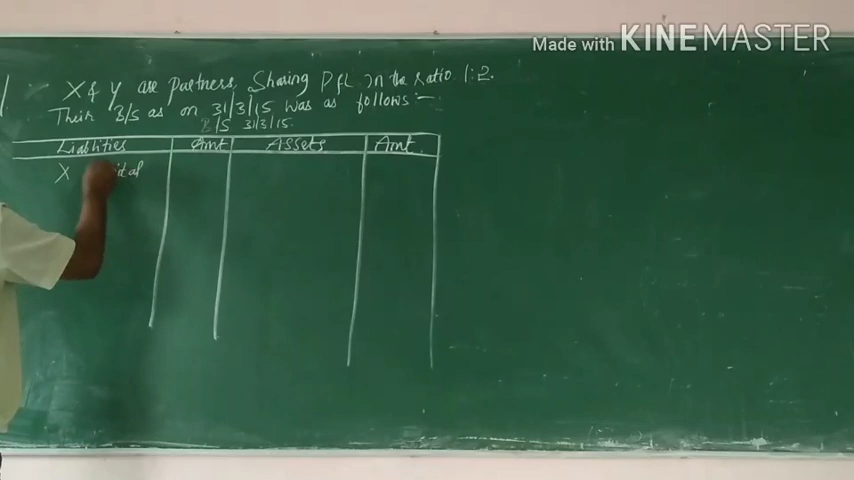 Made with KINEMASTER
X & Y are Partners, Sharing P & L in the ratio 1:2.
Their B/S as on 31/3/15 was as follows:-
B/S 31/3/15.
Liablities Amt Assets Amt
X